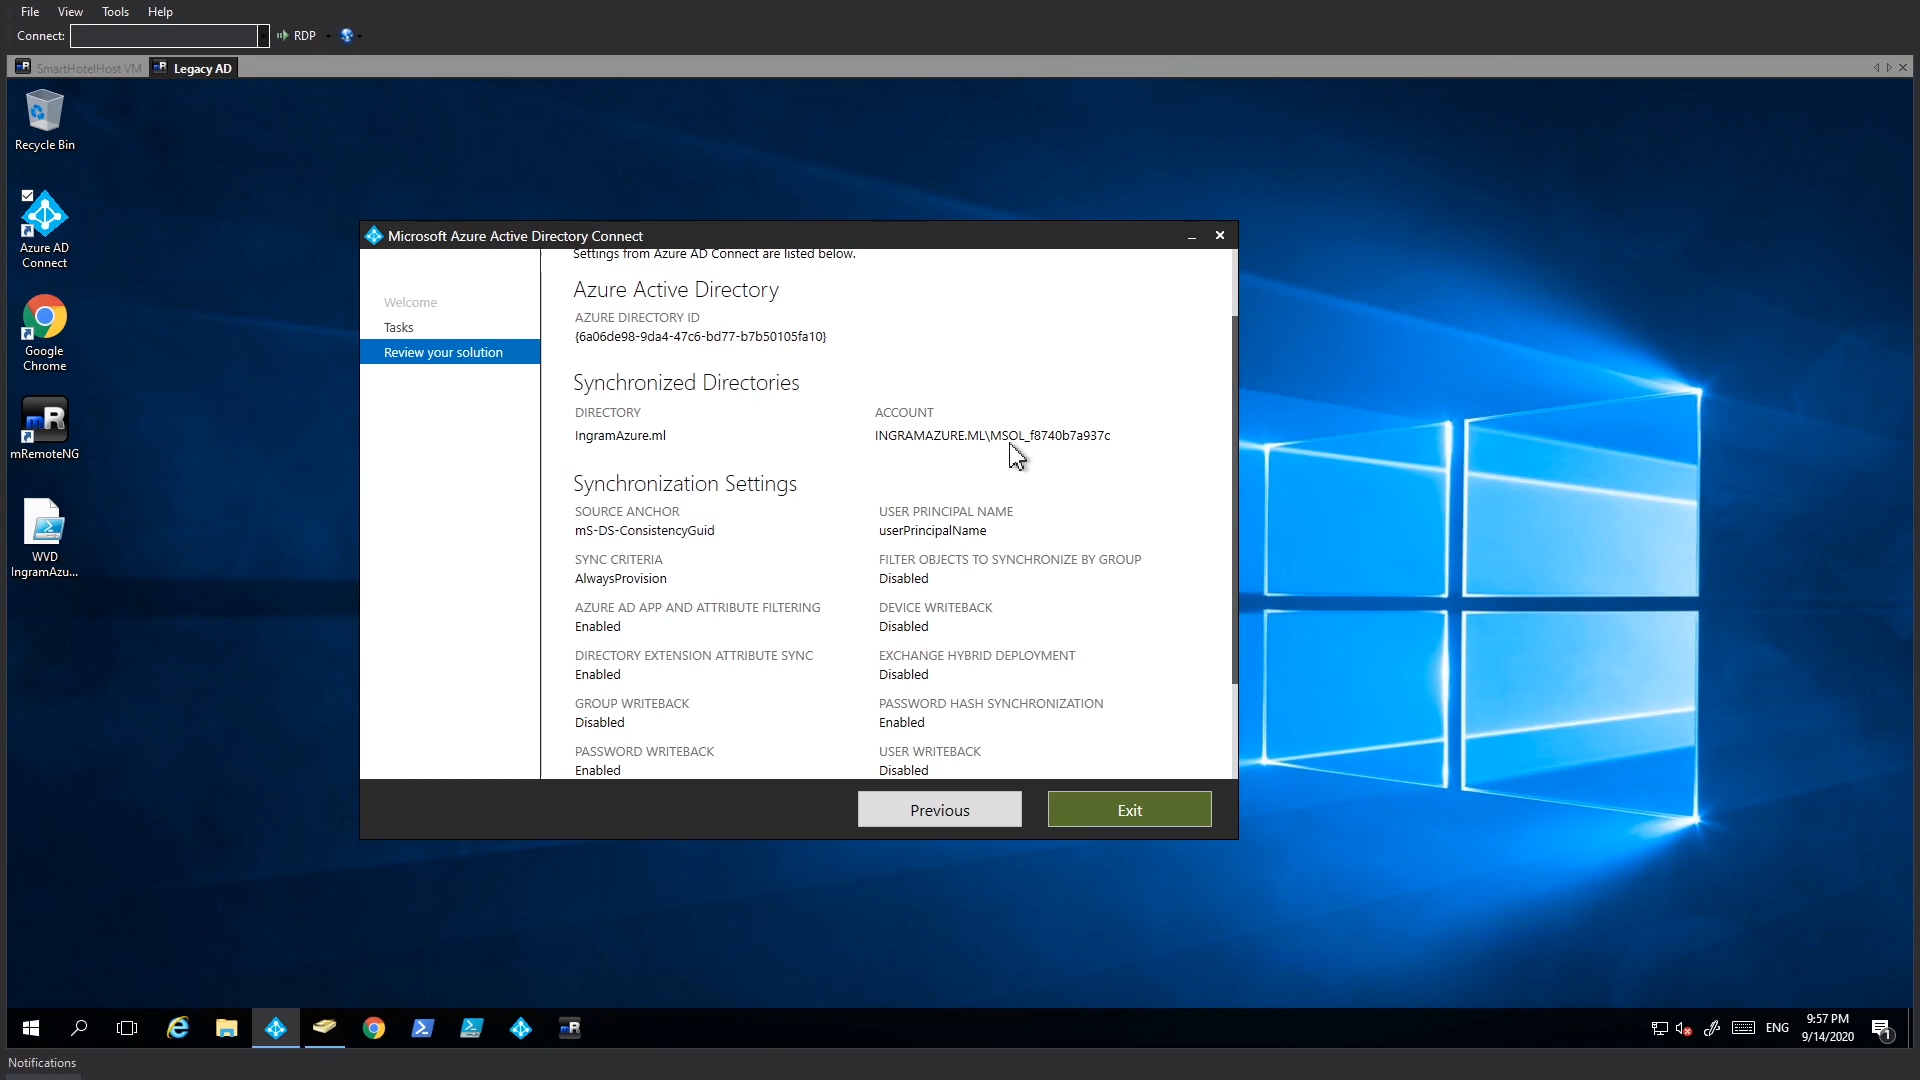 File View Tools Help
Connect: RDP
SmartHotelHost VM Legacy AD
Recycle Bin
Azure AD
Connect
Google
Chrome
mRemoteNG
WVD
IngramAzu...
Microsoft Azure Active Directory Connect
Welcome
Tasks
Review your solution
Settings from Azure AD Connect are listed below.
Azure Active Directory
AZURE DIRECTORY ID
{6a06de98-9da4-47c6-bd77-b7b50105fa10}
Synchronized Directories
DIRECTORY ACCOUNT
IngramAzure.ml INGRAMAZURE.ML\MSOL_f8740b7a937c
Synchronization Settings
SOURCE ANCHOR USER PRINCIPAL NAME
mS-DS-ConsistencyGuid userPrincipalName
SYNC CRITERIA FILTER OBJECTS TO SYNCHRONIZE BY GROUP
AlwaysProvision Disabled
AZURE AD APP AND ATTRIBUTE FILTERING DEVICE WRITEBACK
Enabled Disabled
DIRECTORY EXTENSION ATTRIBUTE SYNC EXCHANGE HYBRID DEPLOYMENT
Enabled Disabled
GROUP WRITEBACK PASSWORD HASH SYNCHRONIZATION
Disabled Enabled
PASSWORD WRITEBACK USER WRITEBACK
Enabled Disabled
Previous Exit
ENG
9:57 PM
9/14/2020
1
Notifications